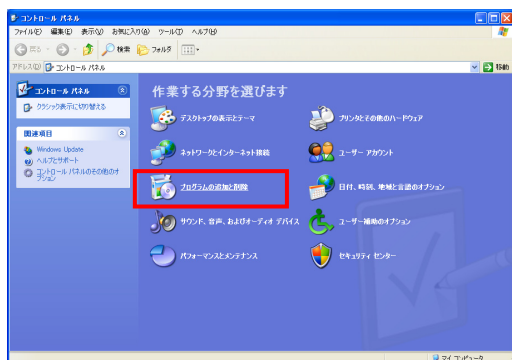 コントロール パネル
ファイル(F) 編集(E) 表示(V) お気に入り(A) ツール(T) ヘルプ(H)
戻る 検索 フォルダ
アドレス(D) コントロール パネル 移動
コントロール パネル
クラシック表示に切り替える
関連項目
Windows Update
ヘルプとサポート
コントロール パネルのその他のオプション
作業する分野を選びます
デスクトップの表示とテーマ
プリンタとその他のハードウェア
ネットワークとインターネット接続
ユーザー アカウント
プログラムの追加と削除
日付、時刻、地域と言語のオプション
サウンド、音声、およびオーディオ デバイス
ユーザー補助のオプション
パフォーマンスとメンテナンス
セキュリティ センター
マイ コンピュータ